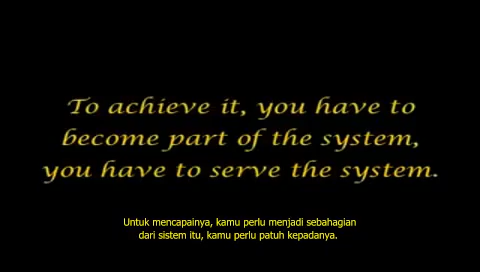 To achieve it, you have to
become part of the system,
you have to serve the system.
Untuk mencapainya, kamu perlu menjadi sebahagian
dari sistem itu, kamu perlu patuh kepadanya.